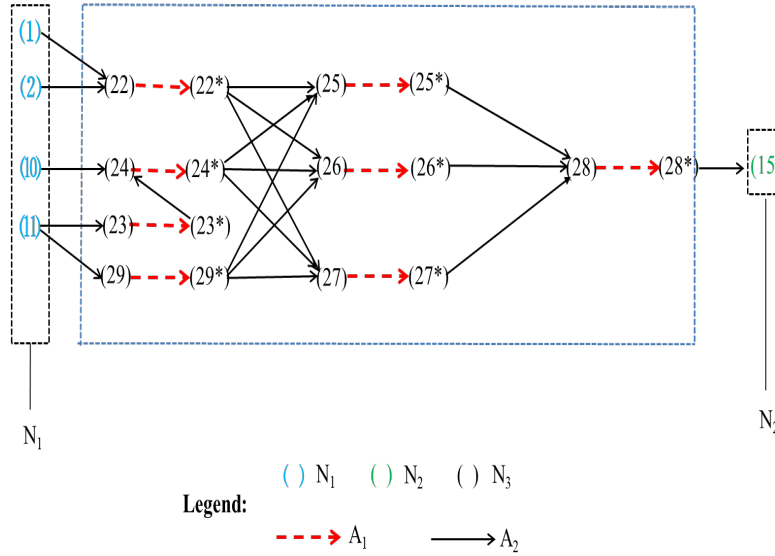 (1)
(2) (22) (22*) (25) (25*)
(10) (24) (24*) (26) (26*) (28) (28*) (15
(11) (23) (23*)
(29) (29*) (27) (27*)
N1
N2
( ) N1 ( ) N2 ( ) N3
Legend:
A1 A2